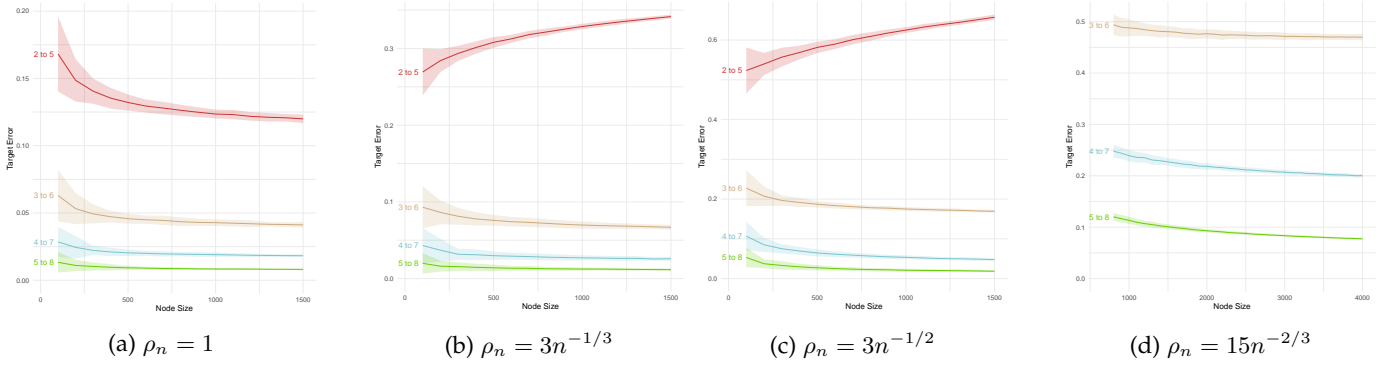 0.20
0.15
0.10
0.05
0.00
Target Error
2 to 5
3 to 6
4 to 7
5 to 8
0
500
1000
1500
Node Size
(a) ρₙ = 1
0.3
0.2
0.1
0.0
Target Error
2 to 5
3 to 6
4 to 7
5 to 8
0
500
1000
1500
Node Size
(b) ρₙ = 3n^{-1/3}
0.6
0.4
0.2
0.0
Target Error
2 to 5
3 to 6
4 to 7
5 to 8
0
500
1000
1500
Node Size
(c) ρₙ = 3n^{-1/2}
0.5
0.4
0.3
0.2
0.1
0.0
Target Error
3 to 6
4 to 7
5 to 8
1000
2000
3000
4000
Node Size
(d) ρₙ = 15n^{-2/3}